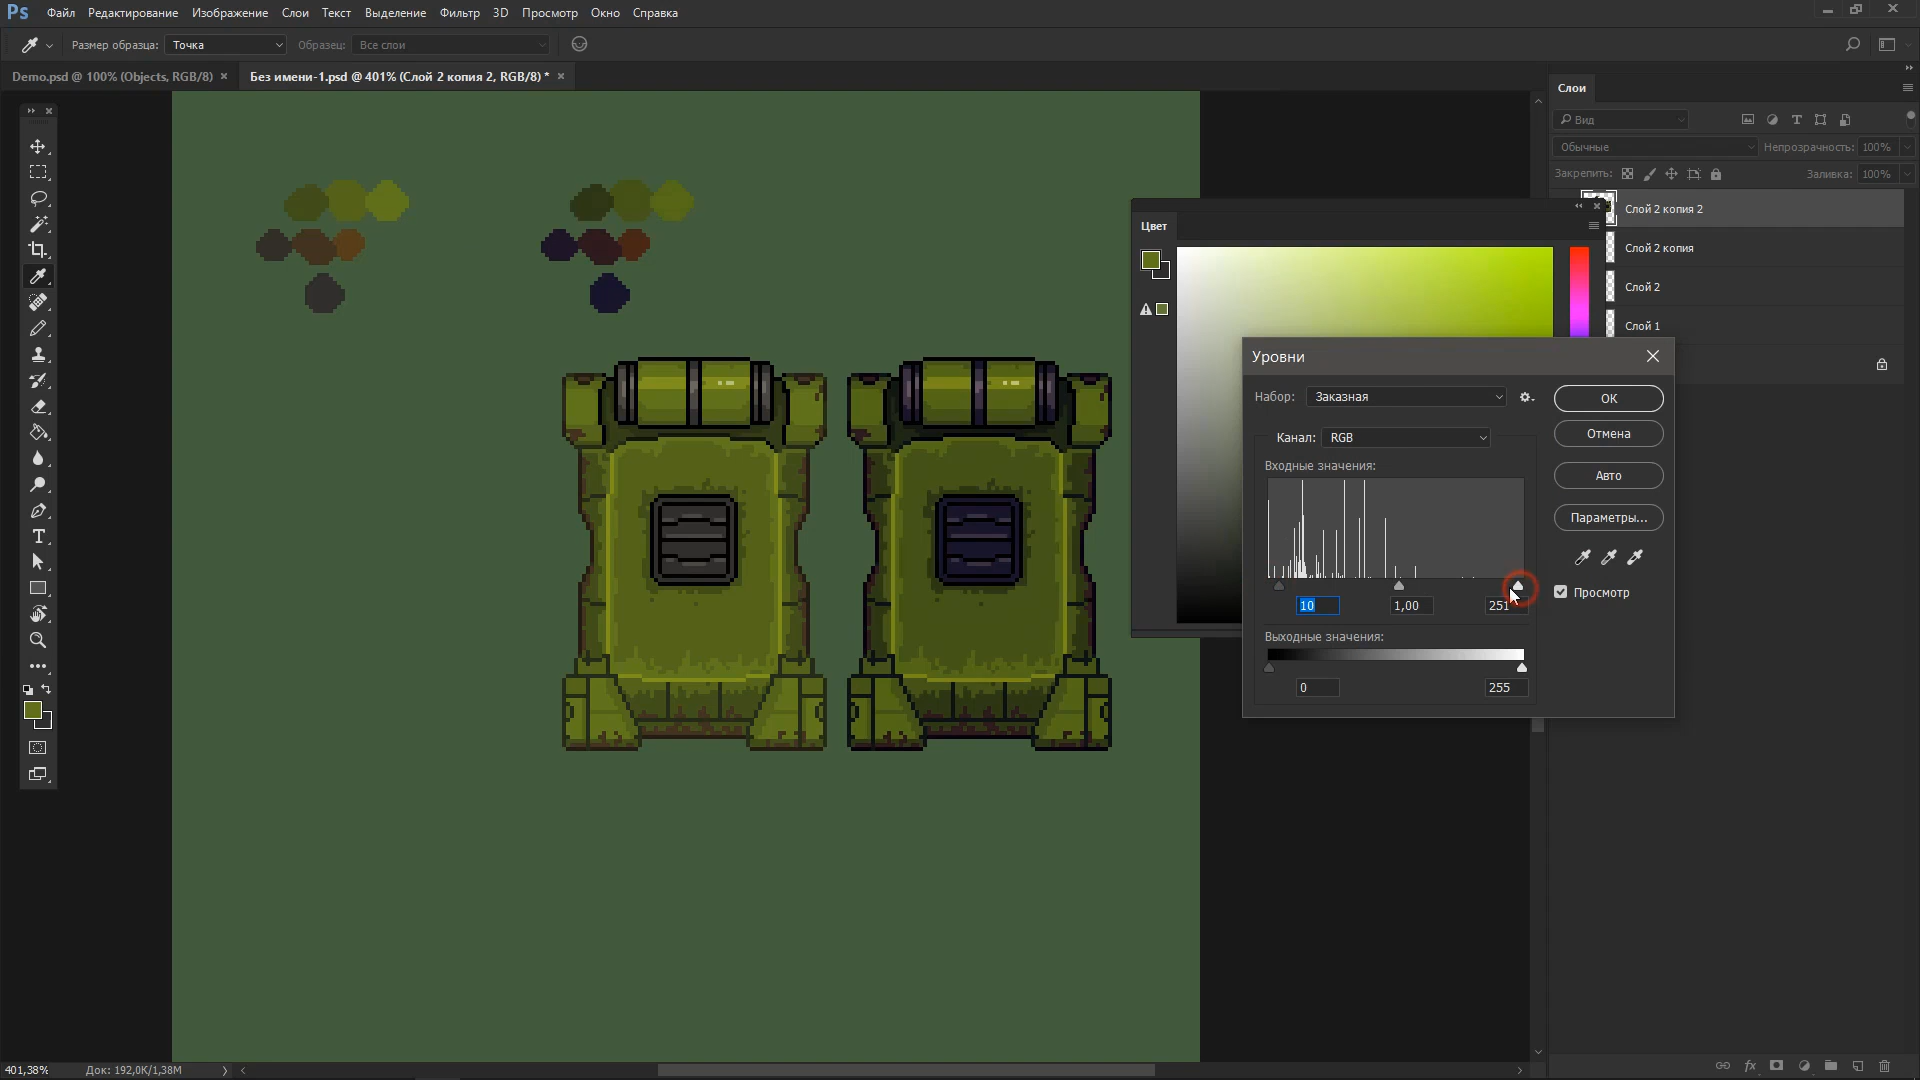 Ps Файл Редактирование Изображение Слои Текст Выделение Фильтр 3D Просмотр Окно Справка
Размер образца: Точка Образец: Все слои
Demo.psd @ 100% (Objects, RGB/8) × Без имени-1.psd @ 401% (Слой 2 копия 2, RGB/8) * ×
Слои
Вид
Обычные Непрозрачность: 100%
Закрепить: Заливка: 100%
Слой 2 копия 2
Слой 2 копия
Слой 2
Слой 1
Цвет
Уровни
Набор: Заказная
Канал: RGB
Входные значения:
10 1,00 251
Выходные значения:
0 255
ОК
Отмена
Авто
Параметры...
Просмотр
401,38% Док: 192,0K/1,38M